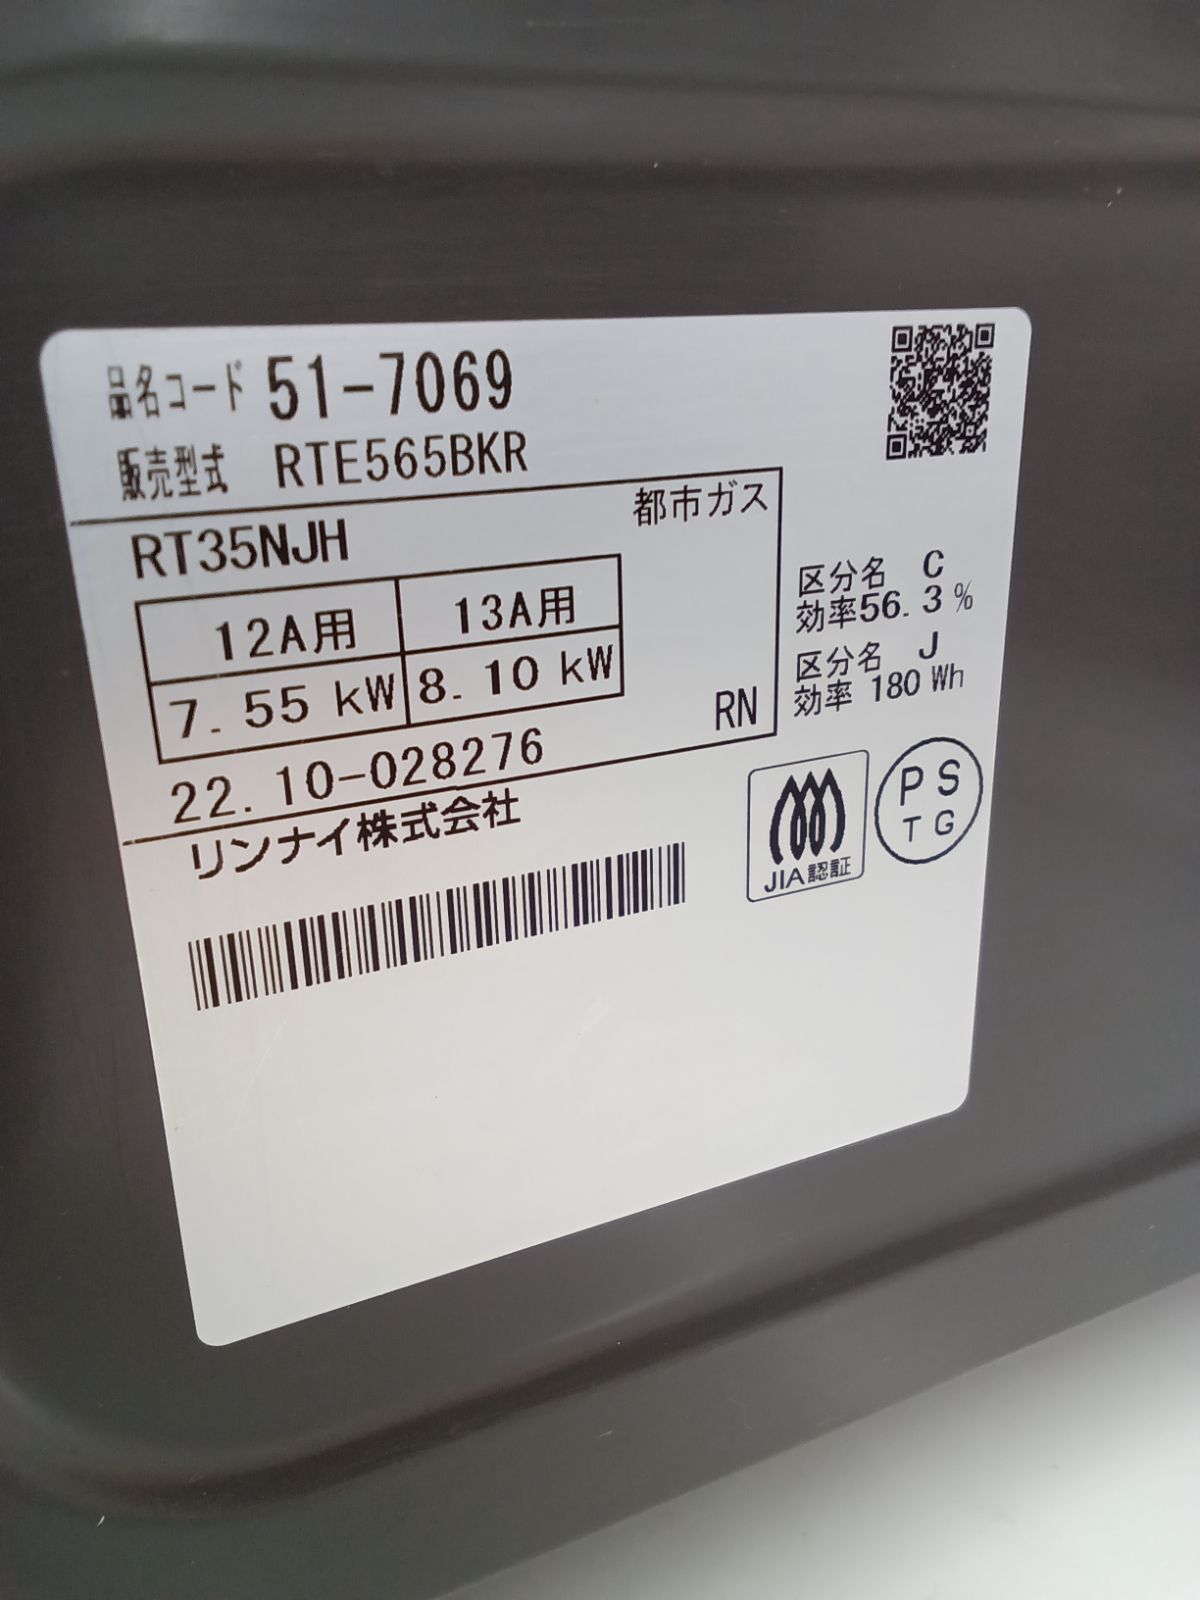 品名コード 51-7069
販売型式 RTE565BKR
都市ガス
RT35NJH
12A用 13A用
7.55 kW 8.10 kW
RN
22.10-028276
リンナイ株式会社
区分名 C
効率56.3%
区分名 J
効率 180Wh
JIA認証
PS
TG